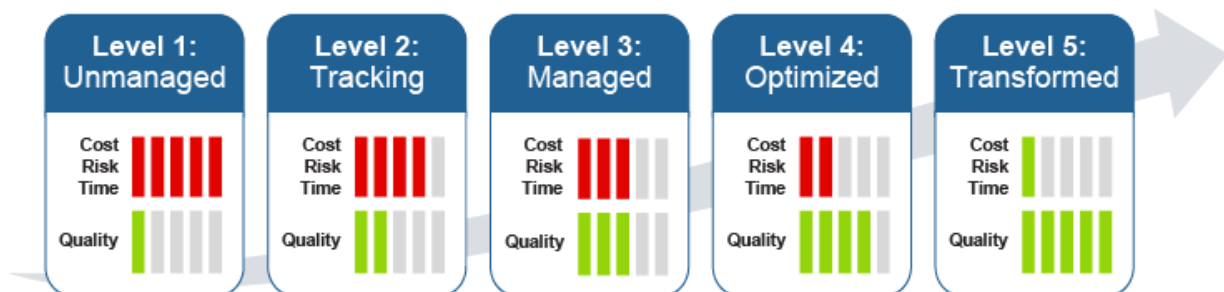 Level 1:
Unmanaged
Cost
Risk
Time
Quality
Level 2:
Tracking
Cost
Risk
Time
Quality
Level 3:
Managed
Cost
Risk
Time
Quality
Level 4:
Optimized
Cost
Risk
Time
Quality
Level 5:
Transformed
Cost
Risk
Time
Quality